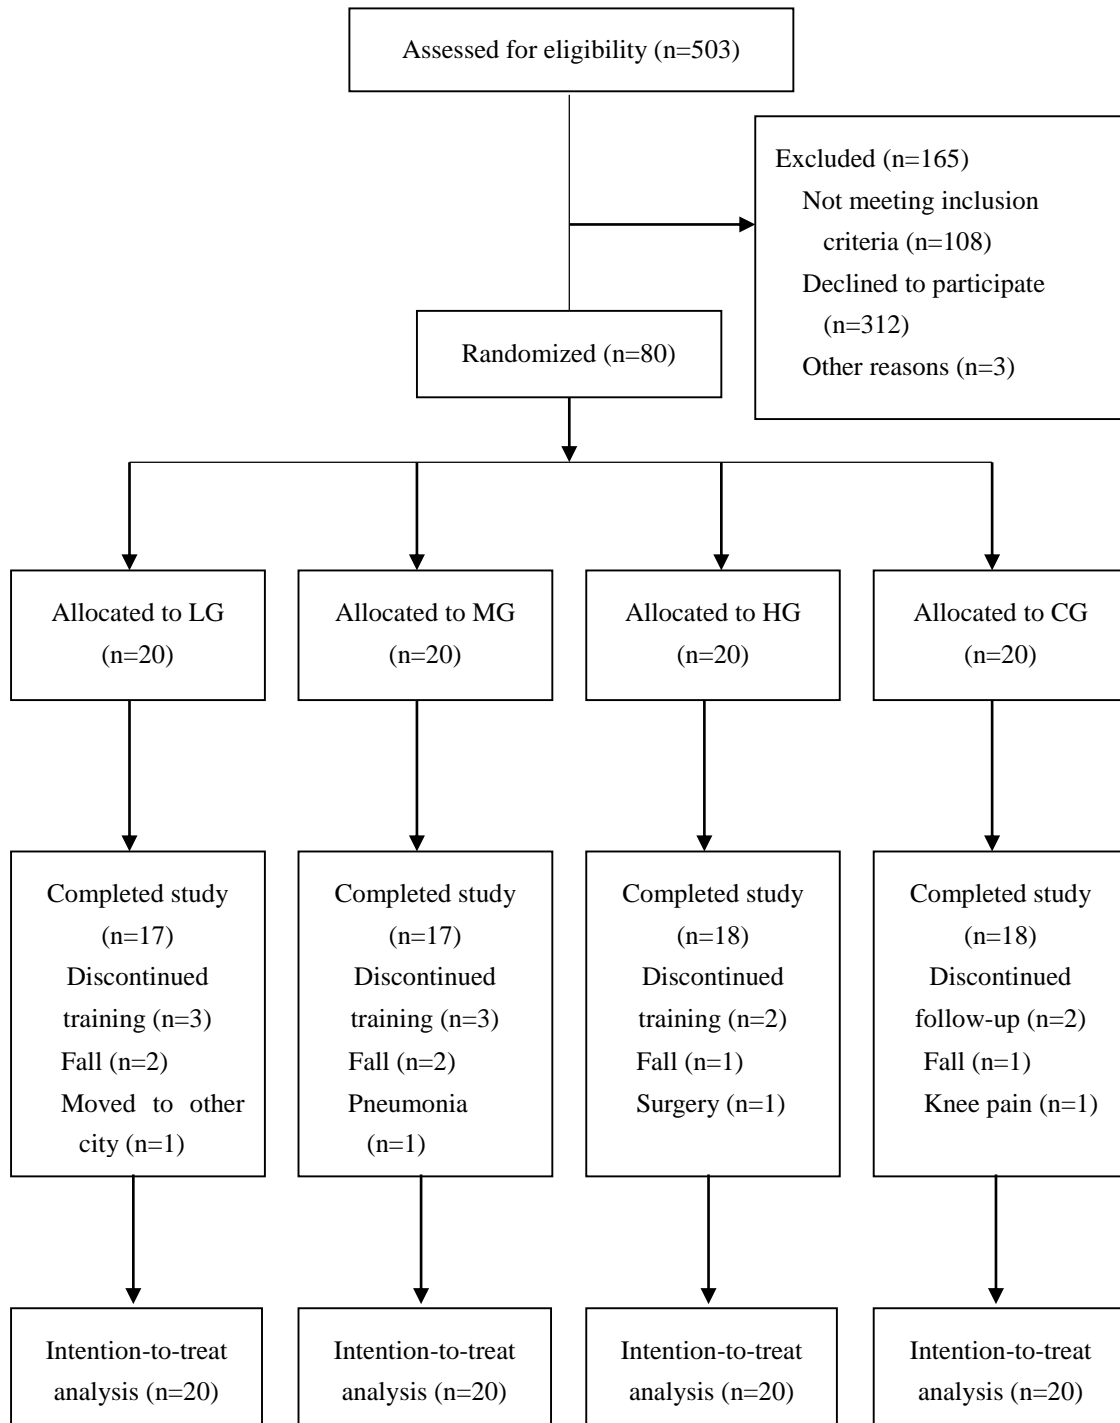 Assessed for eligibility (n=503)
Excluded (n=165)
Not meeting inclusion
criteria (n=108)
Declined to participate
(n=312)
Other reasons (n=3)
Randomized (n=80)
Allocated to LG
(n=20)
Allocated to MG
(n=20)
Allocated to HG
(n=20)
Allocated to CG
(n=20)
Completed study
(n=17)
Discontinued
training (n=3)
Fall (n=2)
Moved to other
city (n=1)
Completed study
(n=17)
Discontinued
training (n=3)
Fall (n=2)
Pneumonia
(n=1)
Completed study
(n=18)
Discontinued
training (n=2)
Fall (n=1)
Surgery (n=1)
Completed study
(n=18)
Discontinued
follow-up (n=2)
Fall (n=1)
Knee pain (n=1)
Intention-to-treat
analysis (n=20)
Intention-to-treat
analysis (n=20)
Intention-to-treat
analysis (n=20)
Intention-to-treat
analysis (n=20)